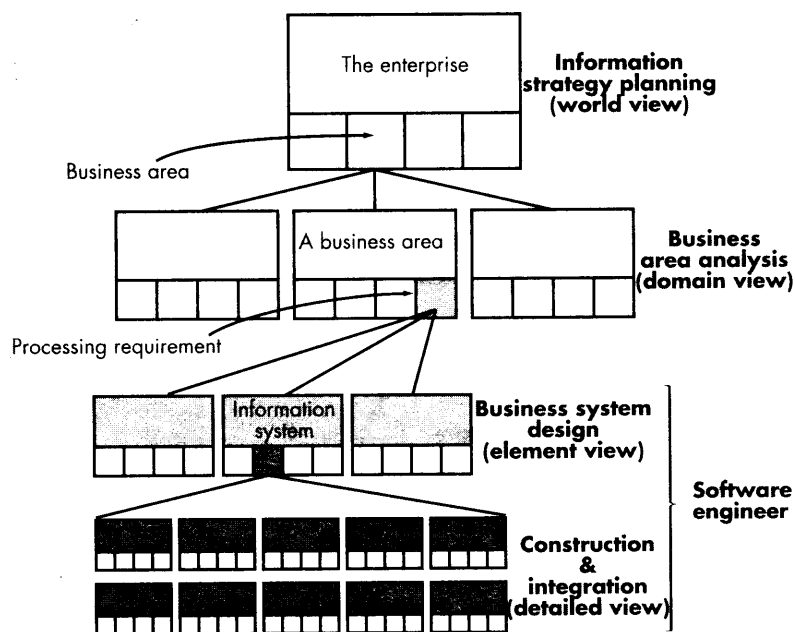 The enterprise
Information
strategy planning
(world view)
Business area
A business area
Business
area analysis
(domain view)
Processing requirement
Information
system
Business system
design
(element view)
Software
engineer
Construction
&
integration
(detailed view)